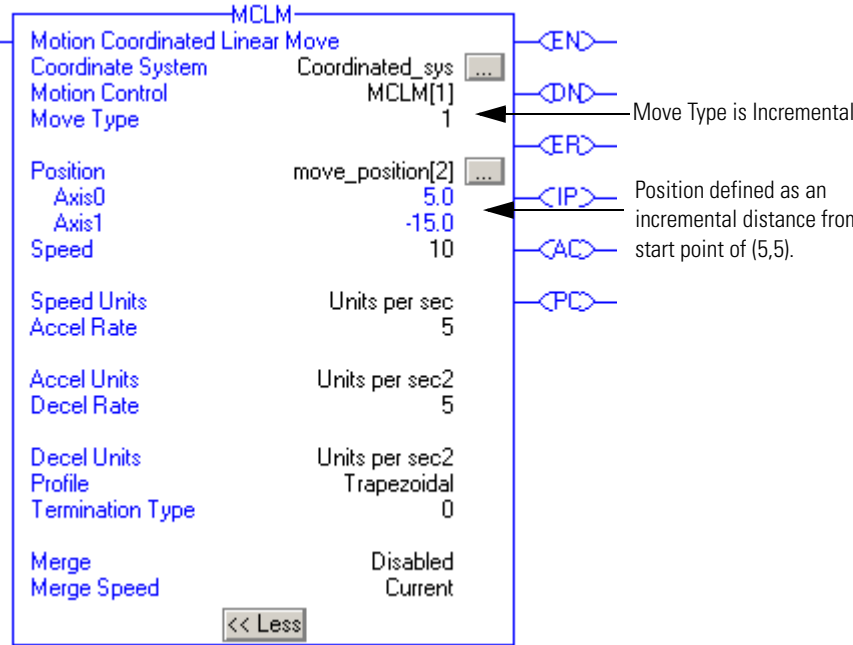 MCLM
Motion Coordinated Linear Move
Coordinate System Coordinated_sys ...
Motion Control MCLM[1]
Move Type 1
Position move_position[2] ...
Axis0 5.0
Axis1 -15.0
Speed 10
Speed Units Units per sec
Accel Rate 5
Accel Units Units per sec2
Decel Rate 5
Decel Units Units per sec2
Profile Trapezoidal
Termination Type 0
Merge Disabled
Merge Speed Current
<< Less
EN
DN
ER
IP
AC
PC
Move Type is Incremental
Position defined as an
incremental distance from
start point of (5,5).